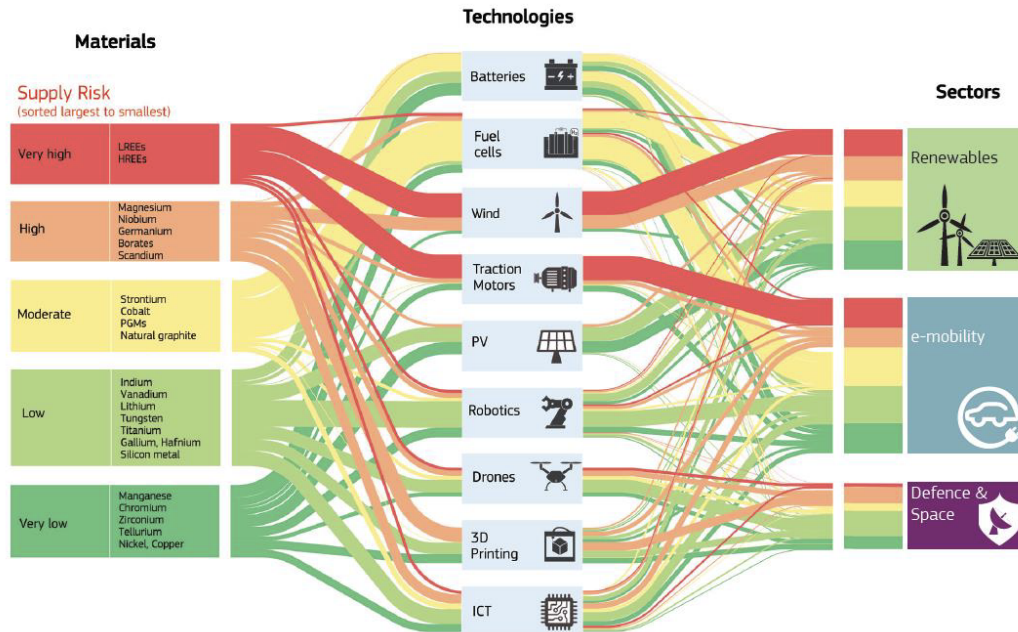 Materials
Technologies
Sectors
Supply Risk
(sorted largest to smallest)
Very high
LREEs
HREEs
High
Magnesium
Niobium
Germanium
Borates
Scandium
Moderate
Strontium
Cobalt
PGMs
Natural graphite
Low
Indium
Vanadium
Lithium
Tungsten
Titanium
Gallium, Hafnium
Silicon metal
Very low
Manganese
Chromium
Zirconium
Tellurium
Nickel, Copper
Batteries
Fuel
cells
Wind
Traction
Motors
PV
Robotics
Drones
3D
Printing
ICT
Renewables
e-mobility
Defence &
Space